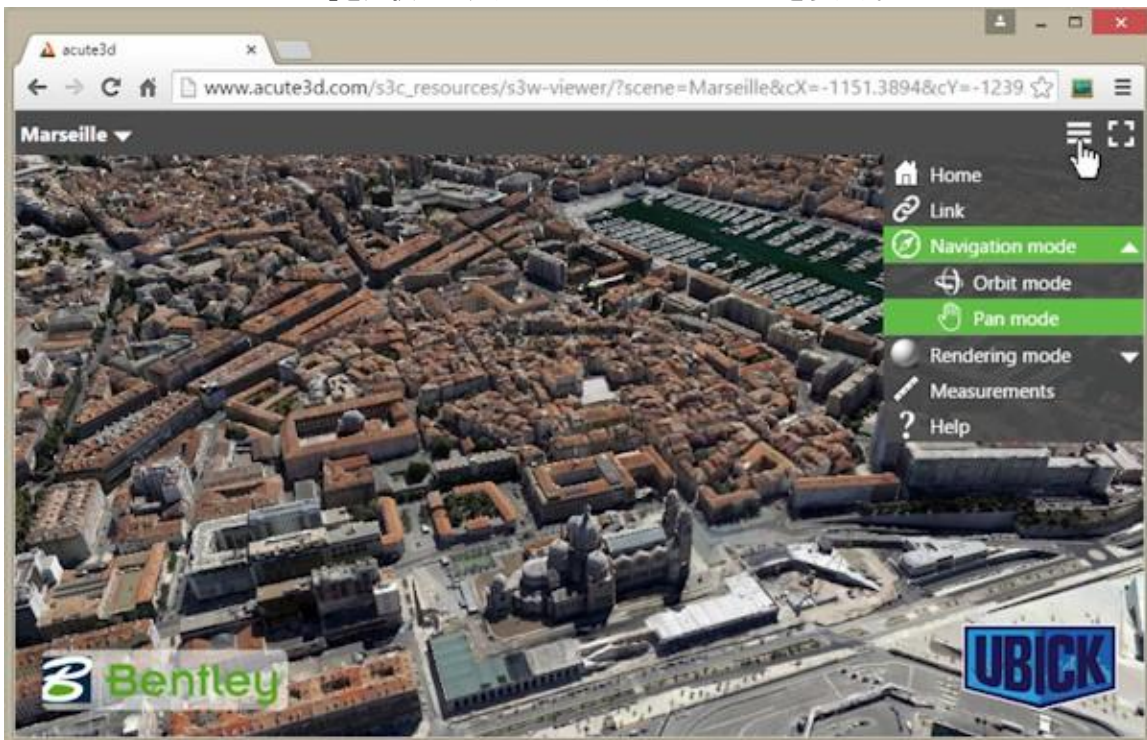 acute3d
www.acute3d.com/s3c_resources/s3w-viewer/?scene=Marseille&cX=-1151.3894&cY=-1239
Marseille
Home
Link
Navigation mode
Orbit mode
Pan mode
Rendering mode
Measurements
Help
Bentley
UBICK